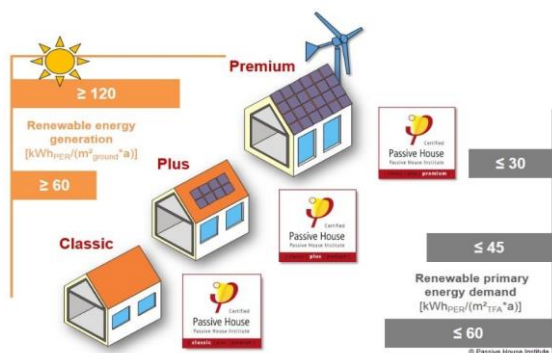 Premium
≥ 120
Renewable energy
generation
[kWhPER/(m²ground*a)]
≥ 60
Plus
Classic
Certified
Passive House
Passive House Institute
premium
≤ 30
Certified
Passive House
Passive House Institute
plus
≤ 45
Renewable primary
energy demand
[kWhPER/(m²TFA*a)]
≤ 60
Certified
Passive House
Passive House Institute
classic
© Passive House Institute